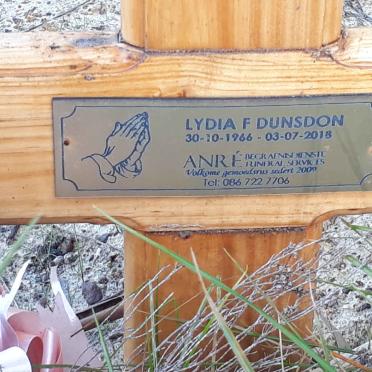 LYDIA F DUNSDON
30-10-1966 - 03-07-2018
ANRÉ BEGRAFNISDIENSTE
FUNERAL SERVICES
Volkome gemoedsrus sedert 2009
Tel: 086 722 7706